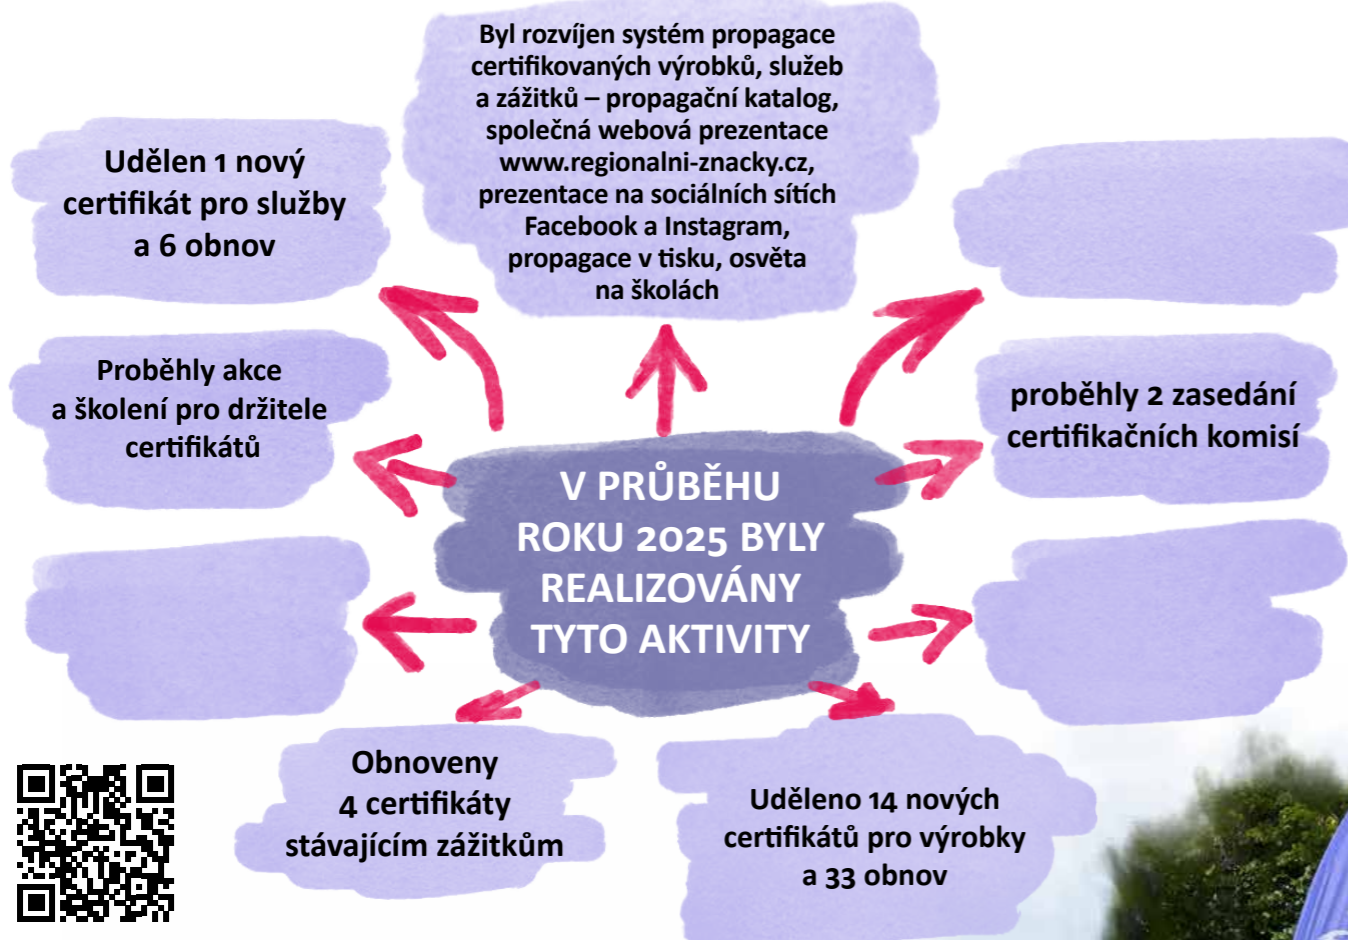 Byl rozvíjen systém propagace
certifikovaných výrobků, služeb
a zážitků – propagační katalog,
společná webová prezentace
www.regionalni-znacky.cz,
prezentace na sociálních sítích
Facebook a Instagram,
propagace v tisku, osvěta
na školách
Udělen 1 nový
certifikát pro služby
a 6 obnov
Proběhly akce
a školení pro držitele
certifikátů
proběhly 2 zasedání
certifikačních komisí
V PRŮBĚHU
ROKU 2025 BYLY
REALIZOVÁNY
TYTO AKTIVITY
Obnoveny
4 certifikáty
stávajícím zážitkům
Uděleno 14 nových
certifikátů pro výrobky
a 33 obnov